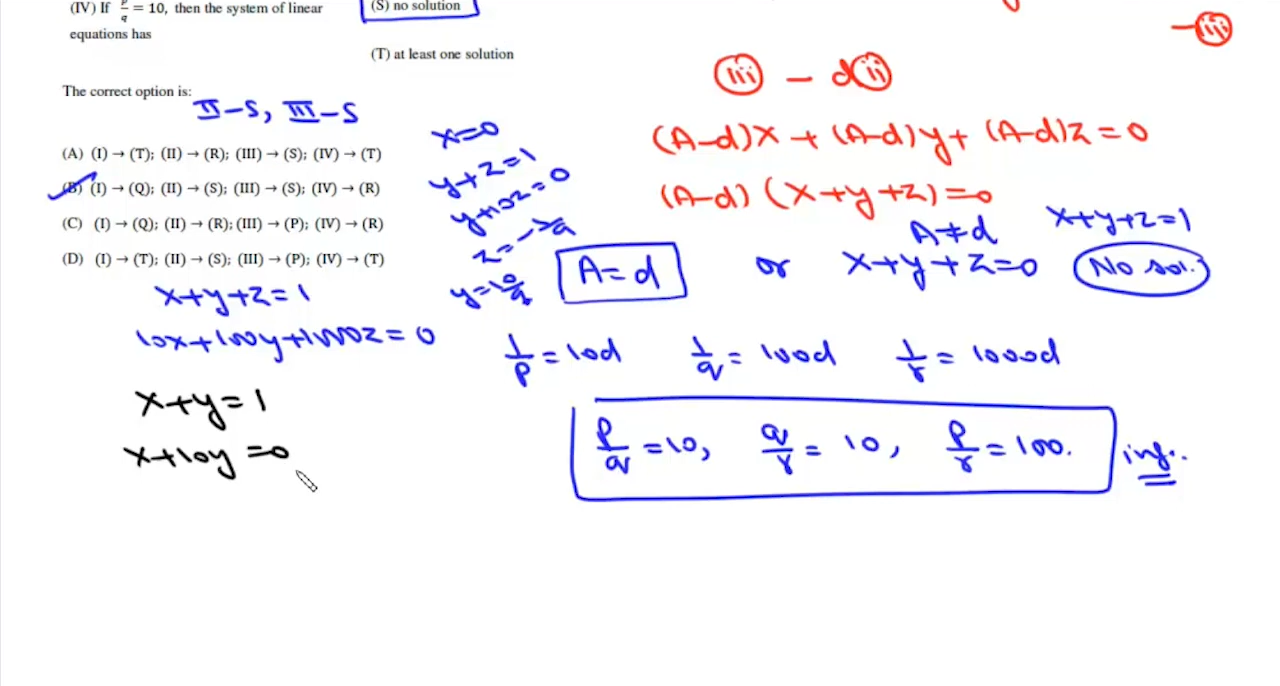 (IV) If p/q = 10, then the system of linear
equations has
(S) no solution
(T) at least one solution
The correct option is:
II-S, III-S
(A) (I) → (T); (II) → (R); (III) → (S); (IV) → (T)
(B) (I) → (Q); (II) → (S); (III) → (S); (IV) → (R)
(C) (I) → (Q); (II) → (R); (III) → (P); (IV) → (R)
(D) (I) → (T); (II) → (S); (III) → (P); (IV) → (T)
x+y+z=1
10x+100y+1000z=0
x+y=1
x+10y=0
x=0
y+z=1
y+10z=0
y=10/9
A=d
- (iii)
(iii) - d(ii)
(A-d)x+(A-d)y+(A-d)z=0
(A-d)(x+y+z)=0
A≠d
x+y+z=1
or x+y+z=0
No sol.
1/p=10d 1/q=100d 1/r=1000d
p/q=10, q/r=10, p/r=100.
inf..